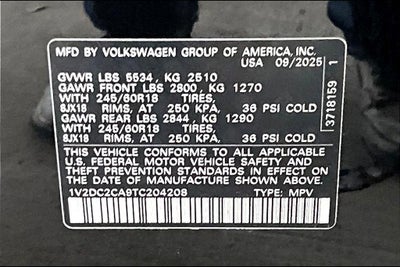 MFD BY VOLKSWAGEN GROUP OF AMERICA, INC.
USA 09/2025
GVWR LBS 5534, KG 2510
GAWR FRONT LBS 2800, KG 1270
WITH 245/60R18 TIRES,
8JX18 RIMS, AT 250 KPA, 36 PSI COLD
GAWR REAR LBS 2844, KG 1290
WITH 245/60R18 TIRES,
8JX18 RIMS, AT 250 KPA, 36 PSI COLD
THIS VEHICLE CONFORMS TO ALL APPLICABLE
U.S. FEDERAL MOTOR VEHICLE SAFETY AND
THEFT PREVENTION STANDARDS IN EFFECT ON
THE DATE OF MANUFACTURE SHOWN ABOVE.
1V2DC2CA9TC204208 TYPE: MPV
3718159 1